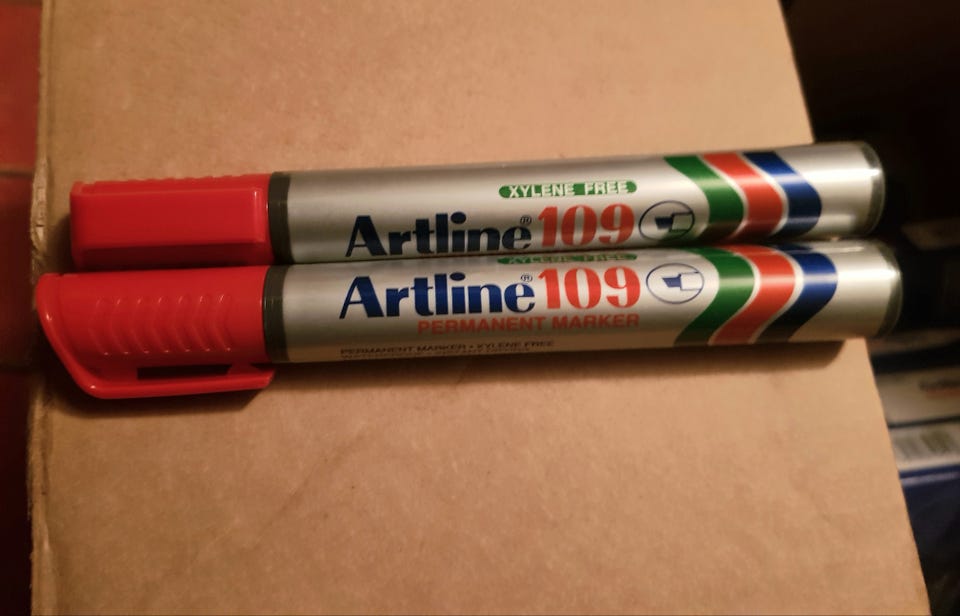 XYLENE FREE
Artline® 109
XYLENE FREE
Artline® 109
PERMANENT MARKER
PERMANENT MARKER • XYLENE FREE